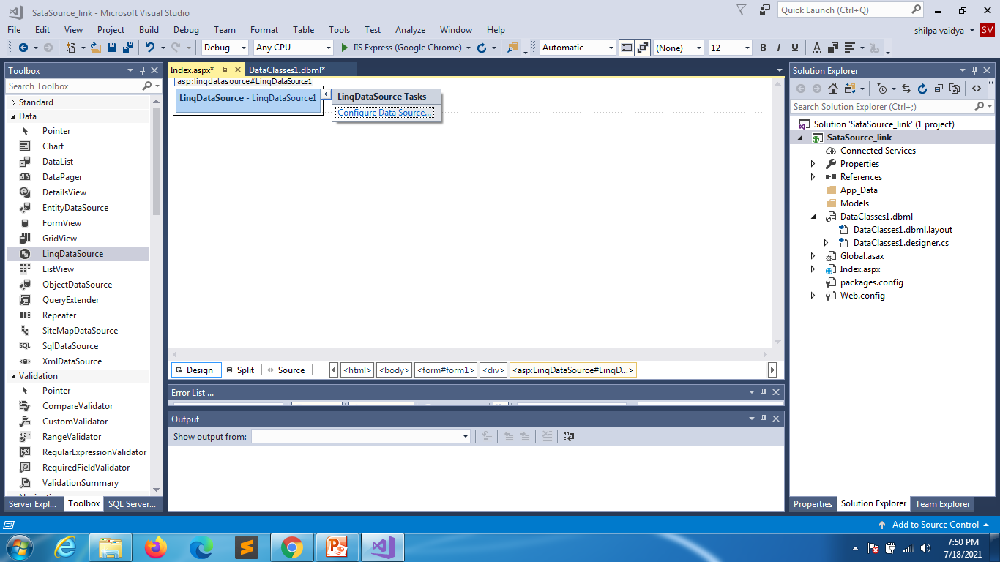 SataSource_link - Microsoft Visual Studio
Quick Launch (Ctrl+Q)
File Edit View Project Build Debug Team Format Table Tools Test Analyze Window Help
shilpa vaidya SV
Debug Any CPU IIS Express (Google Chrome) Automatic (None) 12 B I U A
Toolbox
Search Toolbox
Standard
Data
Pointer
Chart
DataList
DataPager
DetailsView
EntityDataSource
FormView
GridView
LinqDataSource
ListView
ObjectDataSource
QueryExtender
Repeater
SiteMapDataSource
SQL SqlDataSource
XmlDataSource
Validation
Pointer
CompareValidator
CustomValidator
RangeValidator
RegularExpressionValidator
RequiredFieldValidator
ValidationSummary
Server Expl... Toolbox SQL Server...
Index.aspx* DataClasses1.dbml*
asp:linqdatasource#LinqDataSource1
LinqDataSource - LinqDataSource1
LinqDataSource Tasks
Configure Data Source...
Design Split Source <html> <body> <form#form1> <div> <asp:LinqDataSource#LinqD...>
Error List ...
Output
Show output from:
Solution Explorer
Search Solution Explorer (Ctrl+;)
Solution 'SataSource_link' (1 project)
SataSource_link
Connected Services
Properties
References
App_Data
Models
DataClasses1.dbml
DataClasses1.dbml.layout
DataClasses1.designer.cs
Global.asax
Index.aspx
packages.config
Web.config
Properties Solution Explorer Team Explorer
Add to Source Control
7:50 PM
7/18/2021